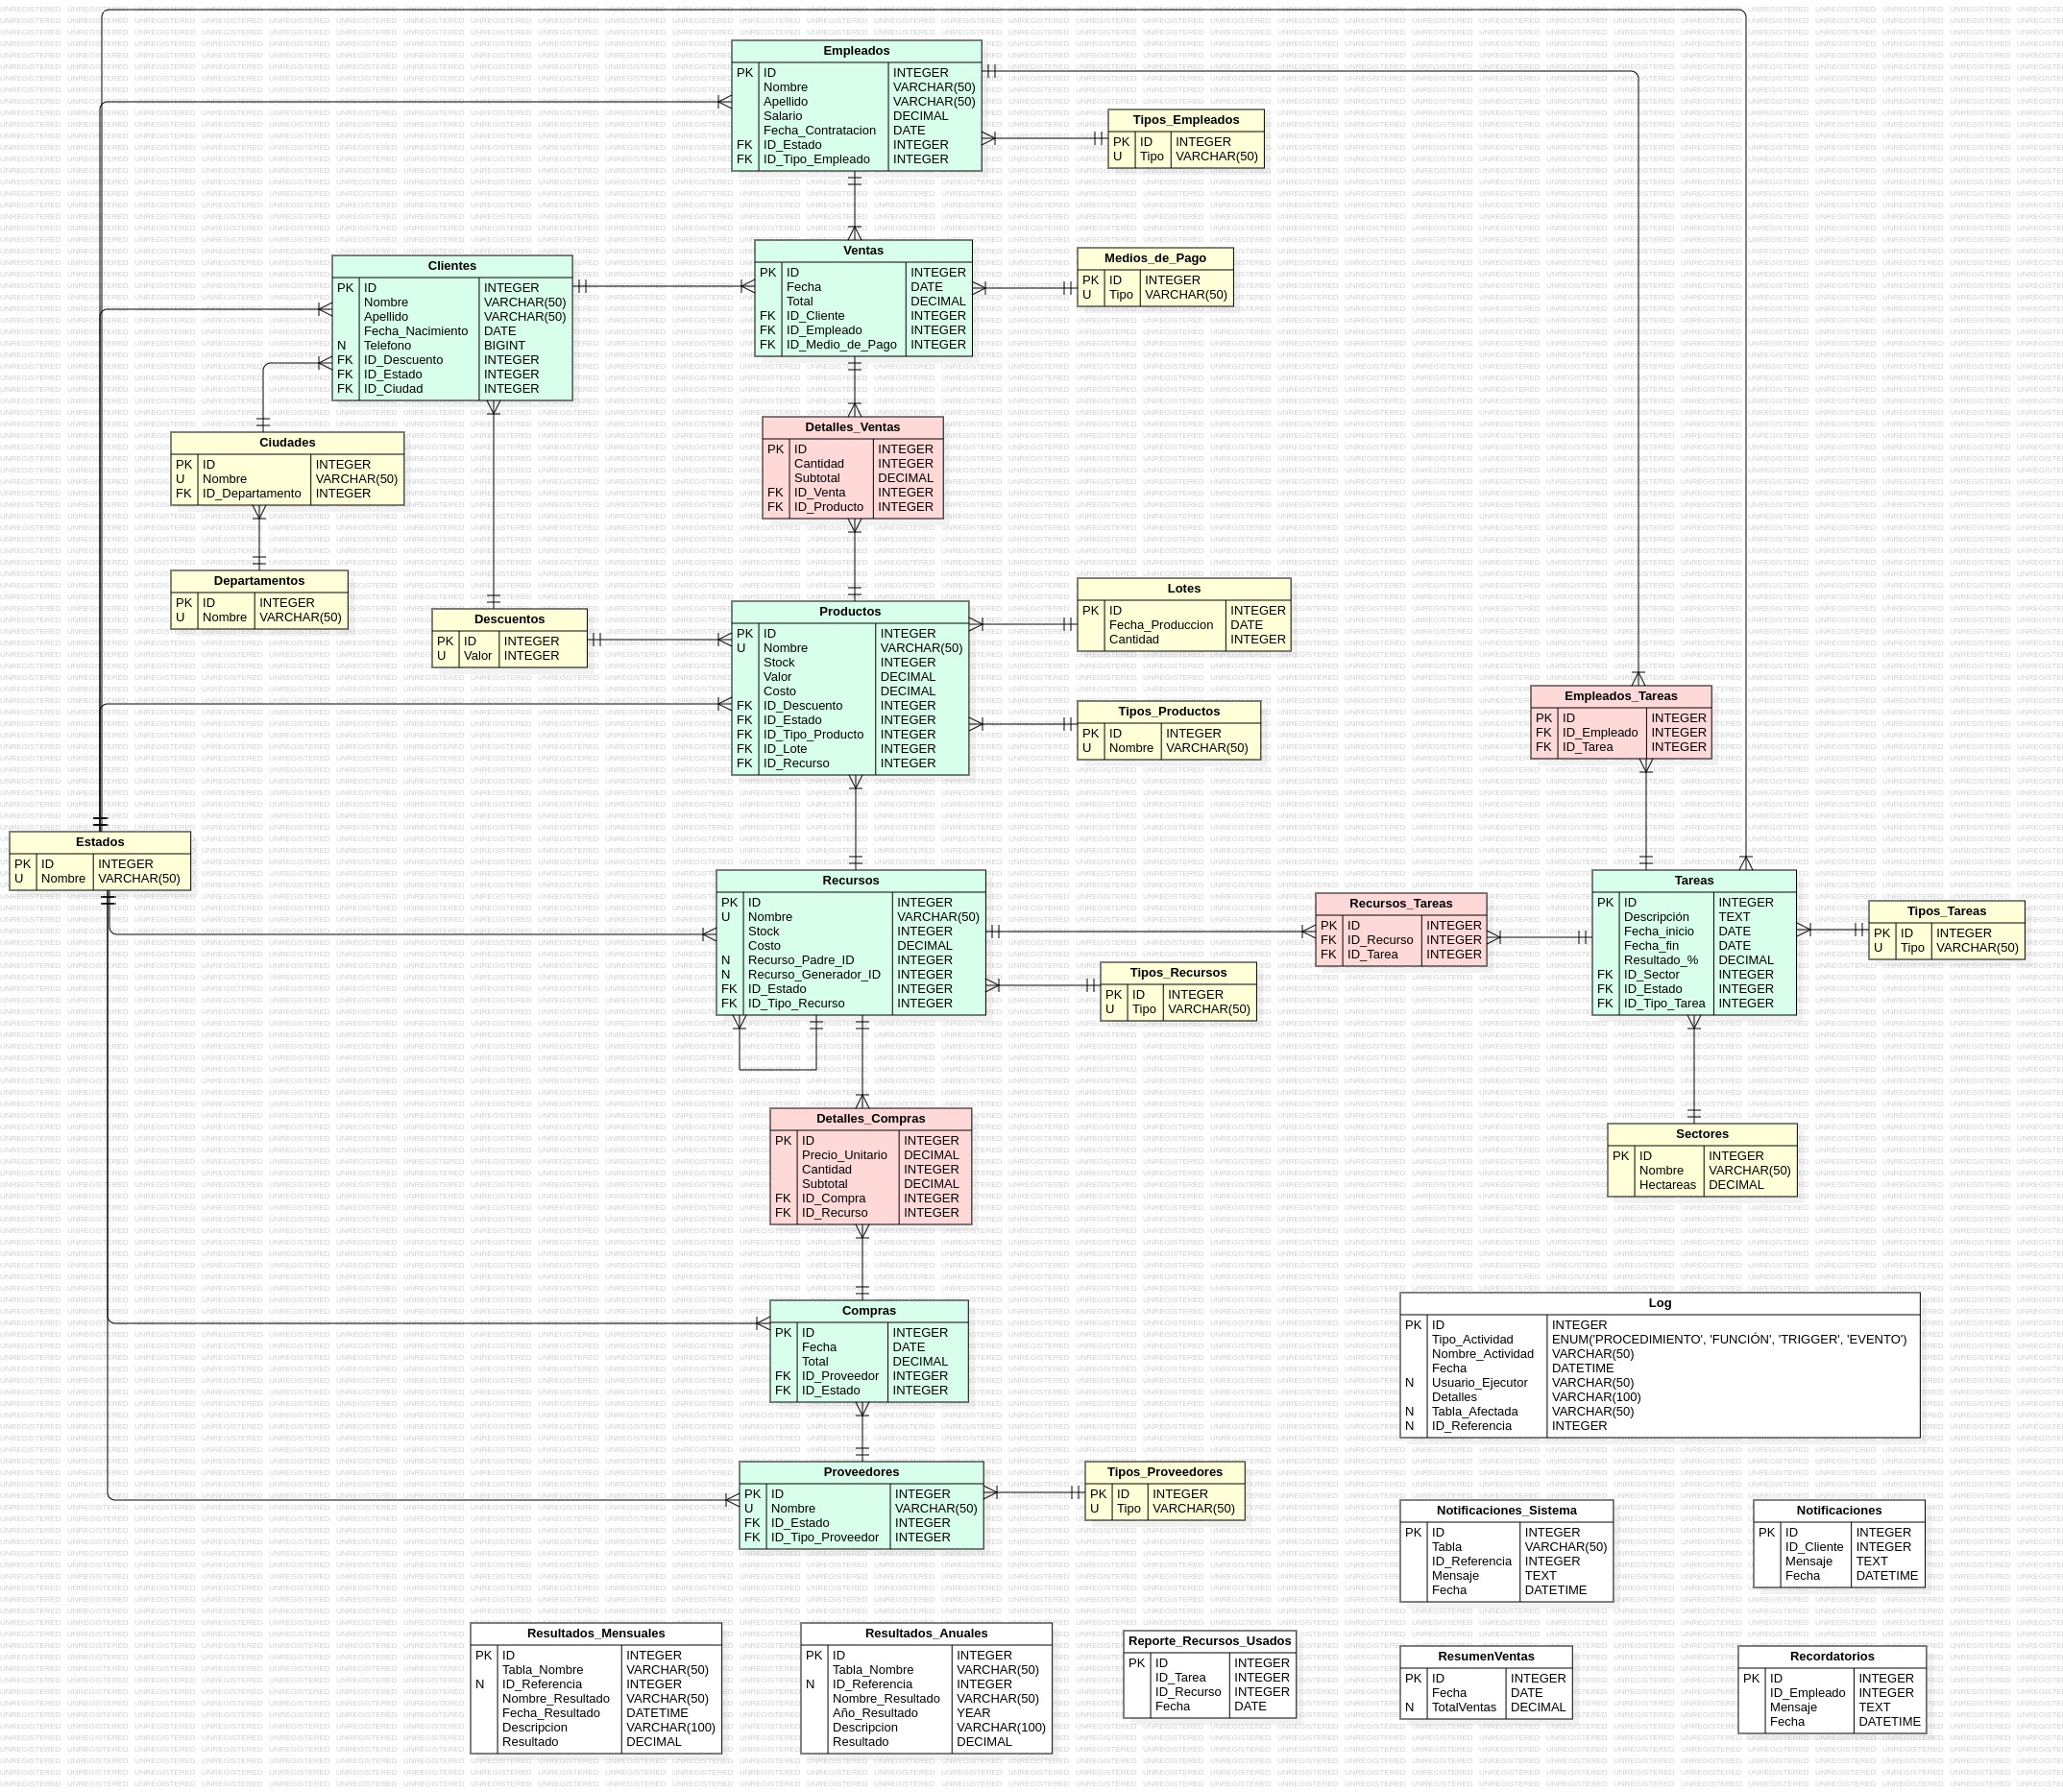 Empleados
PK ID INTEGER
Nombre VARCHAR(50)
Apellido VARCHAR(50)
Salario DECIMAL
Fecha_Contratacion DATE
FK ID_Estado INTEGER
FK ID_Tipo_Empleado INTEGER
Tipos_Empleados
PK ID INTEGER
U Tipo VARCHAR(50)
Clientes
PK ID INTEGER
Nombre VARCHAR(50)
Apellido VARCHAR(50)
Fecha_Nacimiento DATE
N Telefono BIGINT
FK ID_Descuento INTEGER
FK ID_Estado INTEGER
FK ID_Ciudad INTEGER
Ventas
PK ID INTEGER
Fecha DATE
Total DECIMAL
FK ID_Cliente INTEGER
FK ID_Empleado INTEGER
FK ID_Medio_de_Pago INTEGER
Medios_de_Pago
PK ID INTEGER
U Tipo VARCHAR(50)
Ciudades
PK ID INTEGER
U Nombre VARCHAR(50)
FK ID_Departamento INTEGER
Detalles_Ventas
PK ID INTEGER
Cantidad INTEGER
Subtotal DECIMAL
FK ID_Venta INTEGER
FK ID_Producto INTEGER
Departamentos
PK ID INTEGER
U Nombre VARCHAR(50)
Descuentos
PK ID INTEGER
U Valor INTEGER
Productos
PK ID INTEGER
U Nombre VARCHAR(50)
Stock INTEGER
Valor DECIMAL
Costo DECIMAL
FK ID_Descuento INTEGER
FK ID_Estado INTEGER
FK ID_Tipo_Producto INTEGER
FK ID_Lote INTEGER
FK ID_Recurso INTEGER
Lotes
PK ID INTEGER
Fecha_Produccion DATE
Cantidad INTEGER
Tipos_Productos
PK ID INTEGER
U Nombre VARCHAR(50)
Empleados_Tareas
PK ID INTEGER
FK ID_Empleado INTEGER
FK ID_Tarea INTEGER
Estados
PK ID INTEGER
U Nombre VARCHAR(50)
Recursos
PK ID INTEGER
U Nombre VARCHAR(50)
Stock INTEGER
Costo DECIMAL
N Recurso_Padre_ID INTEGER
N Recurso_Generador_ID INTEGER
FK ID_Estado INTEGER
FK ID_Tipo_Recurso INTEGER
Recursos_Tareas
PK ID INTEGER
FK ID_Recurso INTEGER
FK ID_Tarea INTEGER
Tareas
PK ID INTEGER
Descripción TEXT
Fecha_inicio DATE
Fecha_fin DATE
Resultado_% DECIMAL
FK ID_Sector INTEGER
FK ID_Estado INTEGER
FK ID_Tipo_Tarea INTEGER
Tipos_Tareas
PK ID INTEGER
U Tipo VARCHAR(50)
Tipos_Recursos
PK ID INTEGER
U Tipo VARCHAR(50)
Detalles_Compras
PK ID INTEGER
Precio_Unitario DECIMAL
Cantidad INTEGER
Subtotal DECIMAL
FK ID_Compra INTEGER
FK ID_Recurso INTEGER
Sectores
PK ID INTEGER
Nombre VARCHAR(50)
Hectareas DECIMAL
Compras
PK ID INTEGER
Fecha DATE
Total DECIMAL
FK ID_Proveedor INTEGER
FK ID_Estado INTEGER
Log
PK ID INTEGER
Tipo_Actividad ENUM('PROCEDIMIENTO', 'FUNCIÓN', 'TRIGGER', 'EVENTO')
Nombre_Actividad VARCHAR(50)
Fecha DATETIME
N Usuario_Ejecutor VARCHAR(50)
Detalles VARCHAR(100)
N Tabla_Afectada VARCHAR(50)
N ID_Referencia INTEGER
Proveedores
PK ID INTEGER
U Nombre VARCHAR(50)
FK ID_Estado INTEGER
FK ID_Tipo_Proveedor INTEGER
Tipos_Proveedores
PK ID INTEGER
U Tipo VARCHAR(50)
Notificaciones_Sistema
PK ID INTEGER
Tabla VARCHAR(50)
ID_Referencia INTEGER
Mensaje TEXT
Fecha DATETIME
Notificaciones
PK ID INTEGER
ID_Cliente INTEGER
Mensaje TEXT
Fecha DATETIME
Resultados_Mensuales
PK ID INTEGER
Tabla_Nombre VARCHAR(50)
N ID_Referencia INTEGER
Nombre_Resultado VARCHAR(50)
Fecha_Resultado DATETIME
Descripcion VARCHAR(100)
Resultado DECIMAL
Resultados_Anuales
PK ID INTEGER
Tabla_Nombre VARCHAR(50)
N ID_Referencia INTEGER
Nombre_Resultado VARCHAR(50)
Año_Resultado YEAR
Descripcion VARCHAR(100)
Resultado DECIMAL
Reporte_Recursos_Usados
PK ID INTEGER
ID_Tarea INTEGER
ID_Recurso INTEGER
Fecha DATE
ResumenVentas
PK ID INTEGER
Fecha DATE
N TotalVentas DECIMAL
Recordatorios
PK ID INTEGER
ID_Empleado INTEGER
Mensaje TEXT
Fecha DATETIME
UNREGISTERED